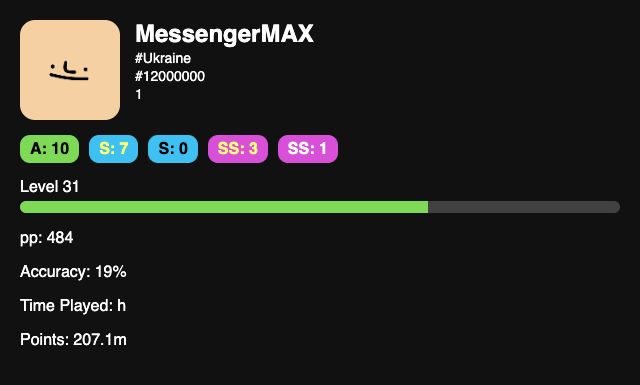 MessengerMAX
#Ukraine
#12000000
1
A: 10 S: 7 S: 0 SS: 3 SS: 1
Level 31
pp: 484
Accuracy: 19%
Time Played: h
Points: 207.1m